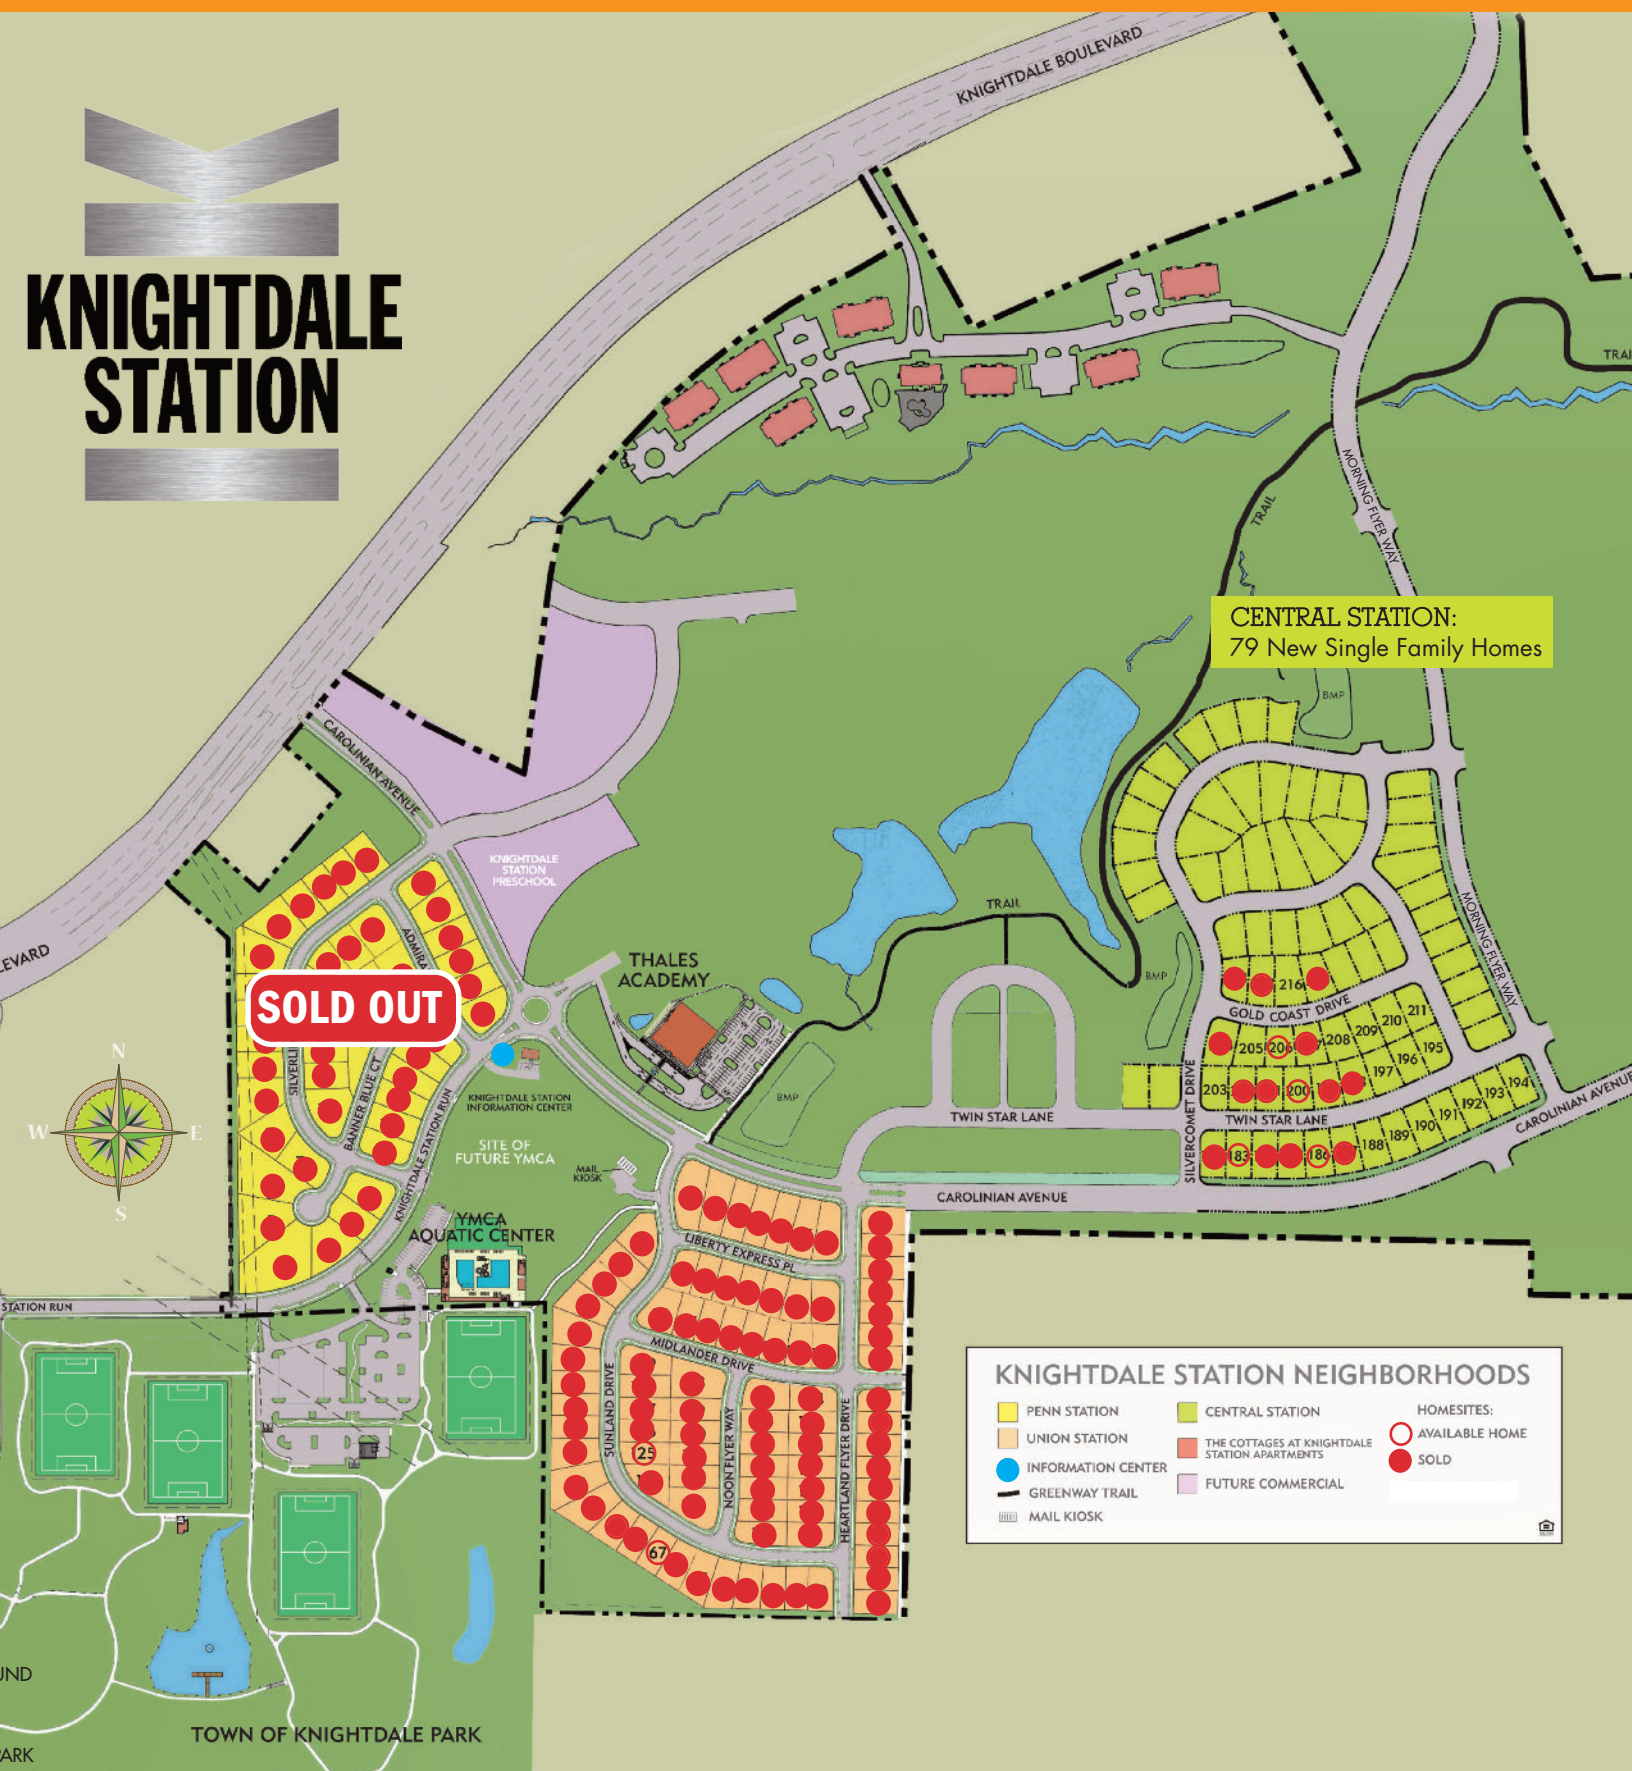 KNIGHTDALE BOULEVARD
KNIGHTDALE
STATION
TRAIL
MORNING FLYER WAY
CENTRAL STATION:
79 New Single Family Homes
BMP
CAROLINIAN AVENUE
KNIGHTDALE
STATION
PRESCHOOL
TRAIL
MORNING FLYER WAY
LEVARD
THALES
ACADEMY
BMP
SOLD OUT
216
GOLD COAST DRIVE
205
206
208
209
210
211
203
200
197
196
195
TWIN STAR LANE
TWIN STAR LANE
183
186
188
189
190
191
192
193
194
CAROLINIAN AVENUE
SILVERCOMET DRIVE
BANNER BLUE CT
KNIGHTDALE STATION RUN
KNIGHTDALE STATION
INFORMATION CENTER
BMP
SITE OF
FUTURE YMCA
MAIL
KIOSK
N
W
E
S
CAROLINIAN AVENUE
YMCA
AQUATIC CENTER
LIBERTY EXPRESS PL
STATION RUN
MIDLANDER DRIVE
SUNLAND DRIVE
NOON FLYER WAY
HEARTLAND FLYER DRIVE
25
67
KNIGHTDALE STATION NEIGHBORHOODS
PENN STATION
UNION STATION
INFORMATION CENTER
GREENWAY TRAIL
MAIL KIOSK
CENTRAL STATION
THE COTTAGES AT KNIGHTDALE
STATION APARTMENTS
FUTURE COMMERCIAL
HOMESITES:
AVAILABLE HOME
SOLD
TOWN OF KNIGHTDALE PARK